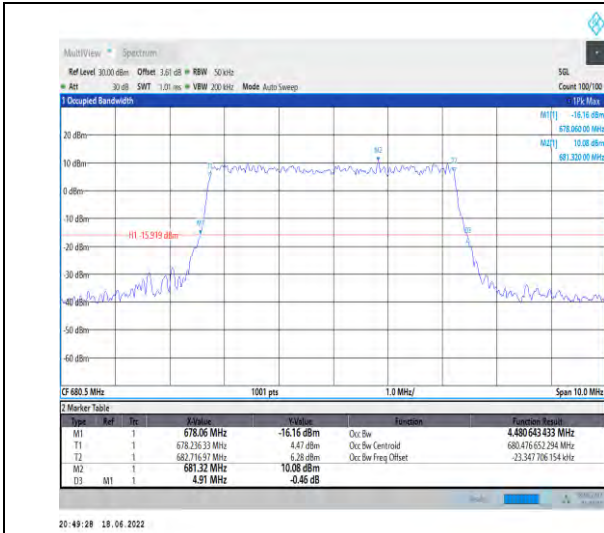 MultiView Spectrum
Ref Level 30.00 dBm Offset 3.61 dB RBW 50 kHz SGL
Att 30 dB SWT 1.01 ms VBW 200 kHz Mode Auto Sweep Count 100/100
1 Occupied Bandwidth 1Pk Max
M1[1] -16.16 dBm
678.060 00 MHz
M2[1] 10.08 dBm
681.320 00 MHz
20 dBm
M2
10 dBm
T1
T2
0 dBm
-10 dBm
M1
D3
H1 -15.919 dBm
-20 dBm
-30 dBm
-40 dBm
-50 dBm
-60 dBm
CF 680.5 MHz 1001 pts 1.0 MHz/ Span 10.0 MHz
2 Marker Table
Type Ref Trc X-Value Y-Value Function Function Result
M1 1 678.06 MHz -16.16 dBm Occ Bw 4.480 643 433 MHz
T1 1 678.236 33 MHz 4.47 dBm Occ Bw Centroid 680.476 652 294 MHz
T2 1 682.716 97 MHz 6.28 dBm Occ Bw Freq Offset -23.347 706 154 kHz
M2 1 681.32 MHz 10.08 dBm
D3 M1 1 4.91 MHz -0.46 dB
20:49:28 18.06.2022